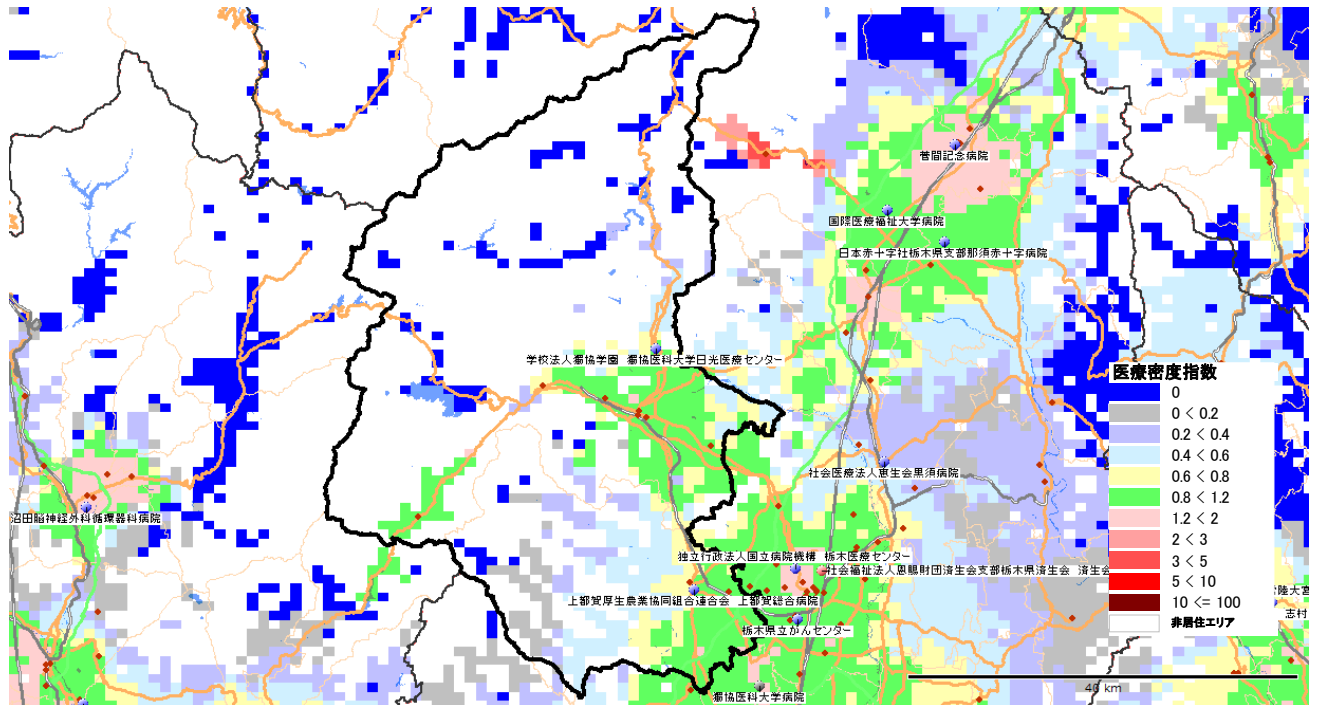 菅間記念病院
国際医療福祉大学病院
日本赤十字社栃木県支部那須赤十字病院
学校法人獨協学園 獨協医科大学日光医療センター
医療密度指数
0
0 < 0.2
0.2 < 0.4
0.4 < 0.6
0.6 < 0.8
0.8 < 1.2
1.2 < 2
2 < 3
3 < 5
5 < 10
10 <= 100
非居住エリア
社会医療法人恵生会黒須病院
沼田脳神経外科循環器科病院
独立行政法人国立病院機構 栃木医療センター
社会福祉法人恩賜財団済生会支部栃木県済生会 済生会
上都賀厚生農業協同組合連合会 上都賀総合病院
常陸大宮
志村
栃木県立がんセンター
獨協医科大学病院
40 km